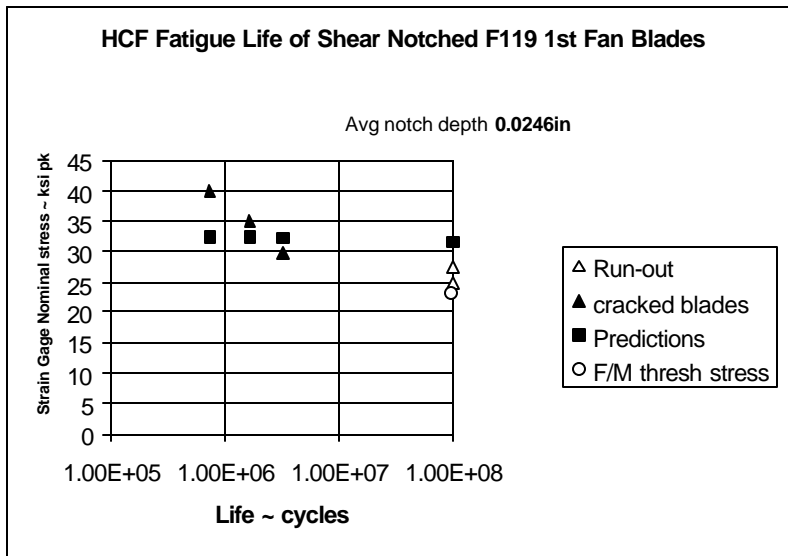 HCF Fatigue Life of Shear Notched F119 1st Fan Blades
Avg notch depth 0.0246in
Strain Gage Nominal stress ~ ksi pk
45
40
35
30
25
20
15
10
5
0
1.00E+05 1.00E+06 1.00E+07 1.00E+08
Life ~ cycles
Run-out
cracked blades
Predictions
F/M thresh stress